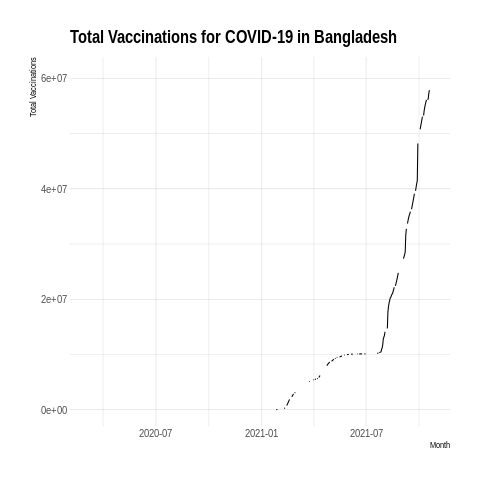 Total Vaccinations for COVID-19 in Bangladesh
Total Vaccinations
6e+07
4e+07
2e+07
0e+00
2020-07
2021-01
2021-07
Month